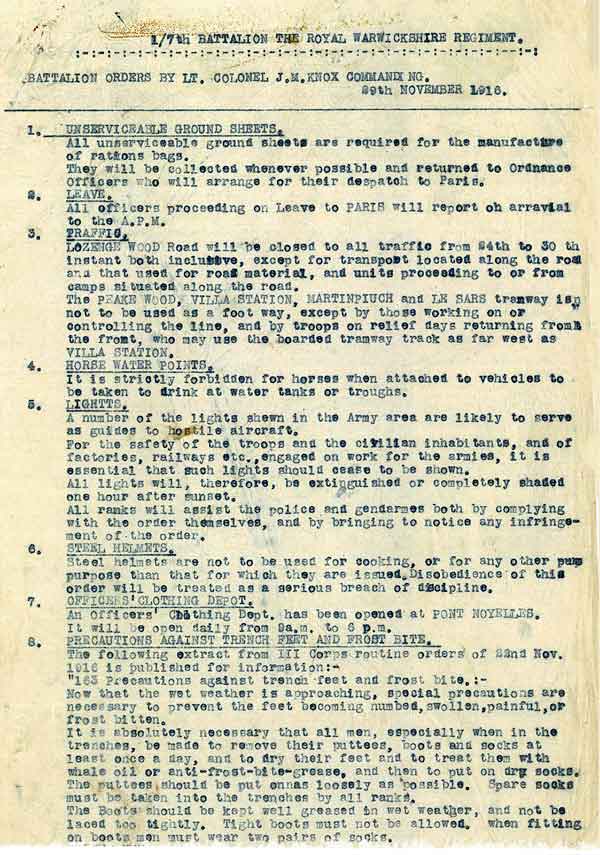 1/7th BATTALION THE ROYAL WARWICKSHIRE REGIMENT.
:-:-:-:-:-:-:-:-:-:-:-:-:-:-:-:-:-:-:-:-:-:-:-:-:-:
BATTALION ORDERS BY LT. COLONEL J.M.KNOX COMMANING.
29th NOVEMBER 1916.
1. UNSERVICEABLE GROUND SHEETS.
All unserviceable ground sheets are required for the manufacture
of rations bags.
They will be collected whenever possible and returned to Ordnance
Officers who will arrange for their despatch to Paris.
2. LEAVE.
All officers proceeding on Leave to PARIS will report oh arravial
to the A.P.M.
3. TRAFFIC.
LOZENGE WOOD Road will be closed to all traffic from 24th to 30 th
instant both inclusive, except for transport located along the road
and that used for road material, and units proceeding to or from
camps situated along the road.
The PEAKE WOOD, VILLA STATION, MARTINPIUCH and LE SARS tramway is
not to be used as a foot way, except by those working on or
controlling the line, and by troops on relief days returning from
the front, who may use the boarded tramway track as far west as
VILLA STATION.
4. HORSE WATER POINTS.
It is strictly forbidden for horses when attached to vehicles to
be taken to drink at water tanks or troughs.
5. LIGHTTS.
A number of the lights shewn in the Army area are likely to serve
as guides to hostile aircraft.
For the safety of the troops and the civilian inhabitants, and of
factories, railways etc.,engaged on work for the armies, it is
essential that such lights should cease to be shown.
All lights will, therefore, be extinguished or completely shaded
one hour after sunset.
All ranks will assist the police and gendarmes both by complying
with the order themselves, and by bringing to notice any infringe-
ment of the order.
6. STEEL HELMETS.
Steel helmets are not to be used for cooking, or for any other purp
purpose than that for which they are issued.Disobedience of this
order will be treated as a serious breach of discipline.
7. OFFICERS'CLOTHING DEPOT.
An Officers' Clothing Dept. has been opened at PONT NOYELLES.
It will be open daily from 9a.m. to 6 p.m.
8. PRECAUTIONS AGAINST TRENCH FEET AND FROST BITE.
The following extract from III Corps routine orders of 22nd Nov.
1916 is published for information:-
"163 Precautions against trench feet and frost bite.:-
Now that the wet weather is approaching, special precautions are
necessary to prevent the feet becoming numbed,swollen,painful,or
frost bitten.
It is absolutely necessary that all men, especially when in the
trenches, be made to remove their puttees, boots and socks at
least once a day, and to dry their feet and to treat them with
whale oil or anti-frost-bite-grease, and then to put on dry socks.
The puttees should be put onnas loosely as possible. Spare socks
must be taken into the trenches by all ranks.
The Boots should be kept well greased in wet weather, and not be
laced too tightly. Tight boots must not be allowed, when fitting
on boots men must wear two pairs of socks.